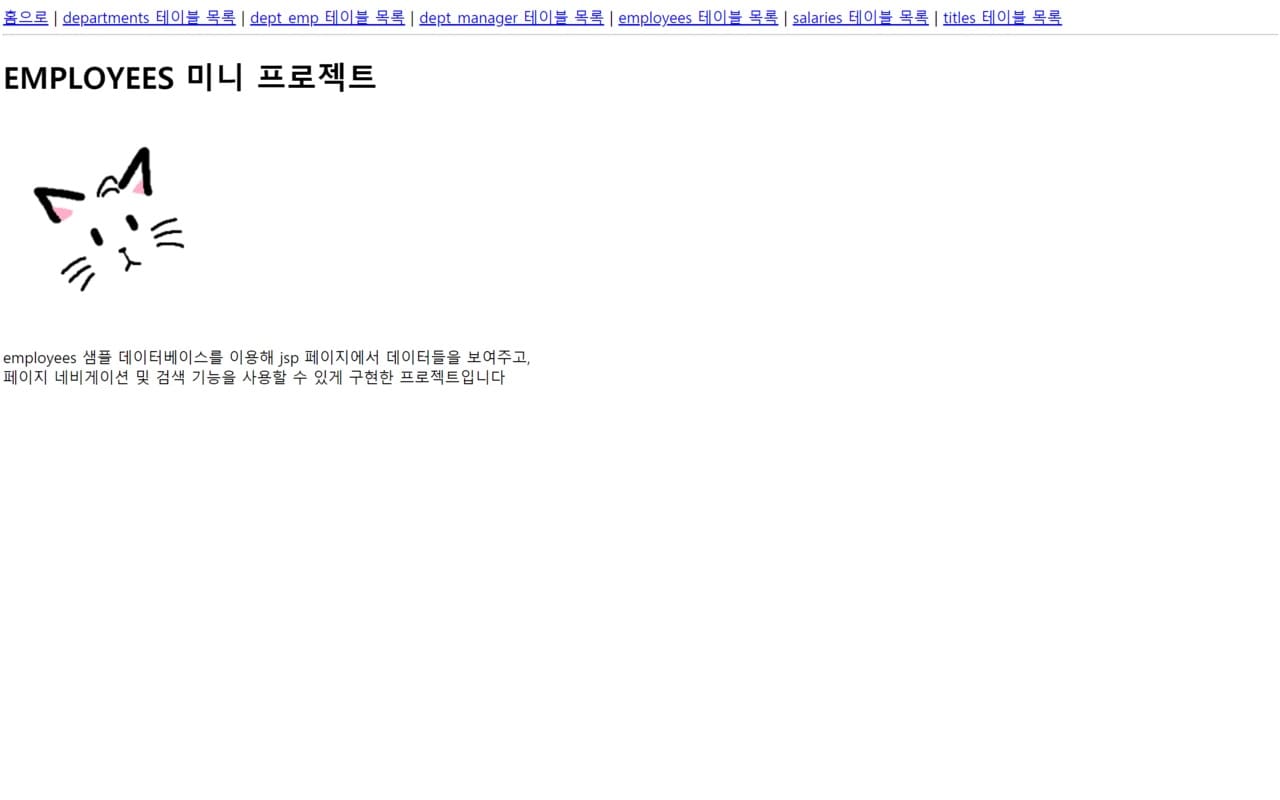 홈으로 | departments 테이블 목록 | dept_emp 테이블 목록 | dept_manager 테이블 목록 | employees 테이블 목록 | salaries 테이블 목록 | titles 테이블 목록
EMPLOYEES 미니 프로젝트
employees 샘플 데이터베이스를 이용해 jsp 페이지에서 데이터들을 보여주고,
페이지 네비게이션 및 검색 기능을 사용할 수 있게 구현한 프로젝트입니다